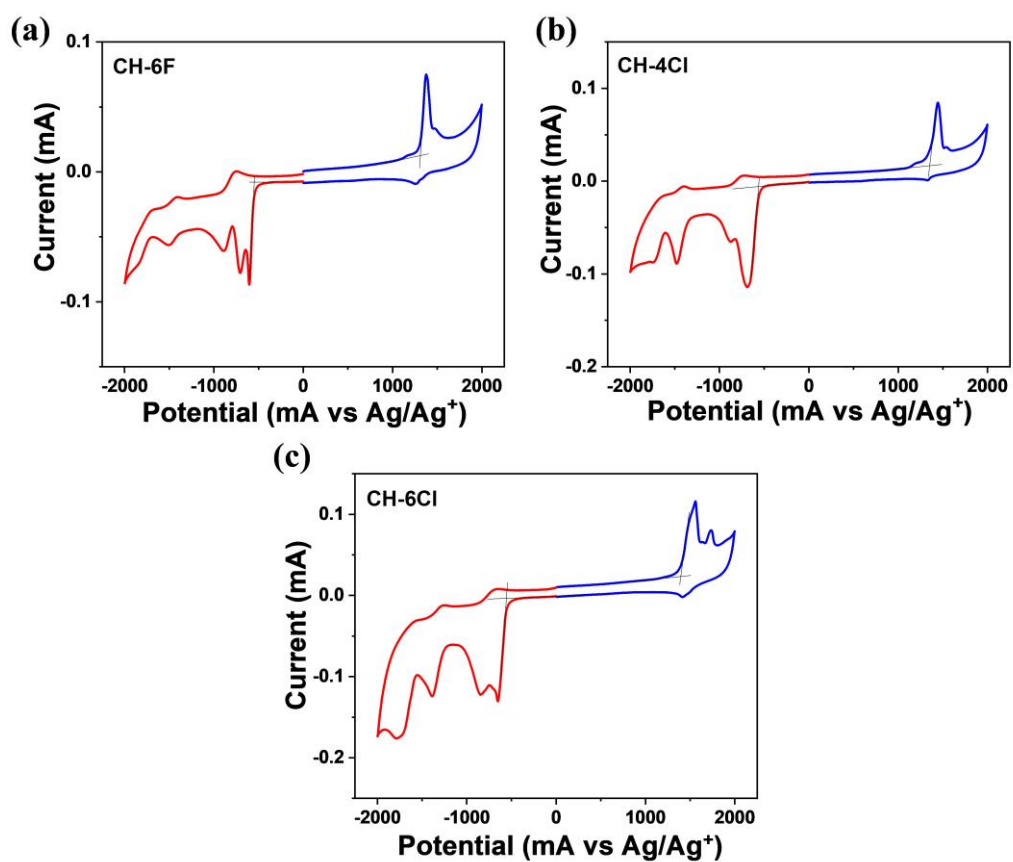 (a)
CH-6F
0.1
0.0
-0.1
Current (mA)
-2000 -1000 0 1000 2000
Potential (mA vs Ag/Ag⁺)
(b)
CH-4Cl
0.1
0.0
-0.1
-0.2
Current (mA)
-2000 -1000 0 1000 2000
Potential (mA vs Ag/Ag⁺)
(c)
CH-6Cl
0.1
0.0
-0.1
-0.2
Current (mA)
-2000 -1000 0 1000 2000
Potential (mA vs Ag/Ag⁺)